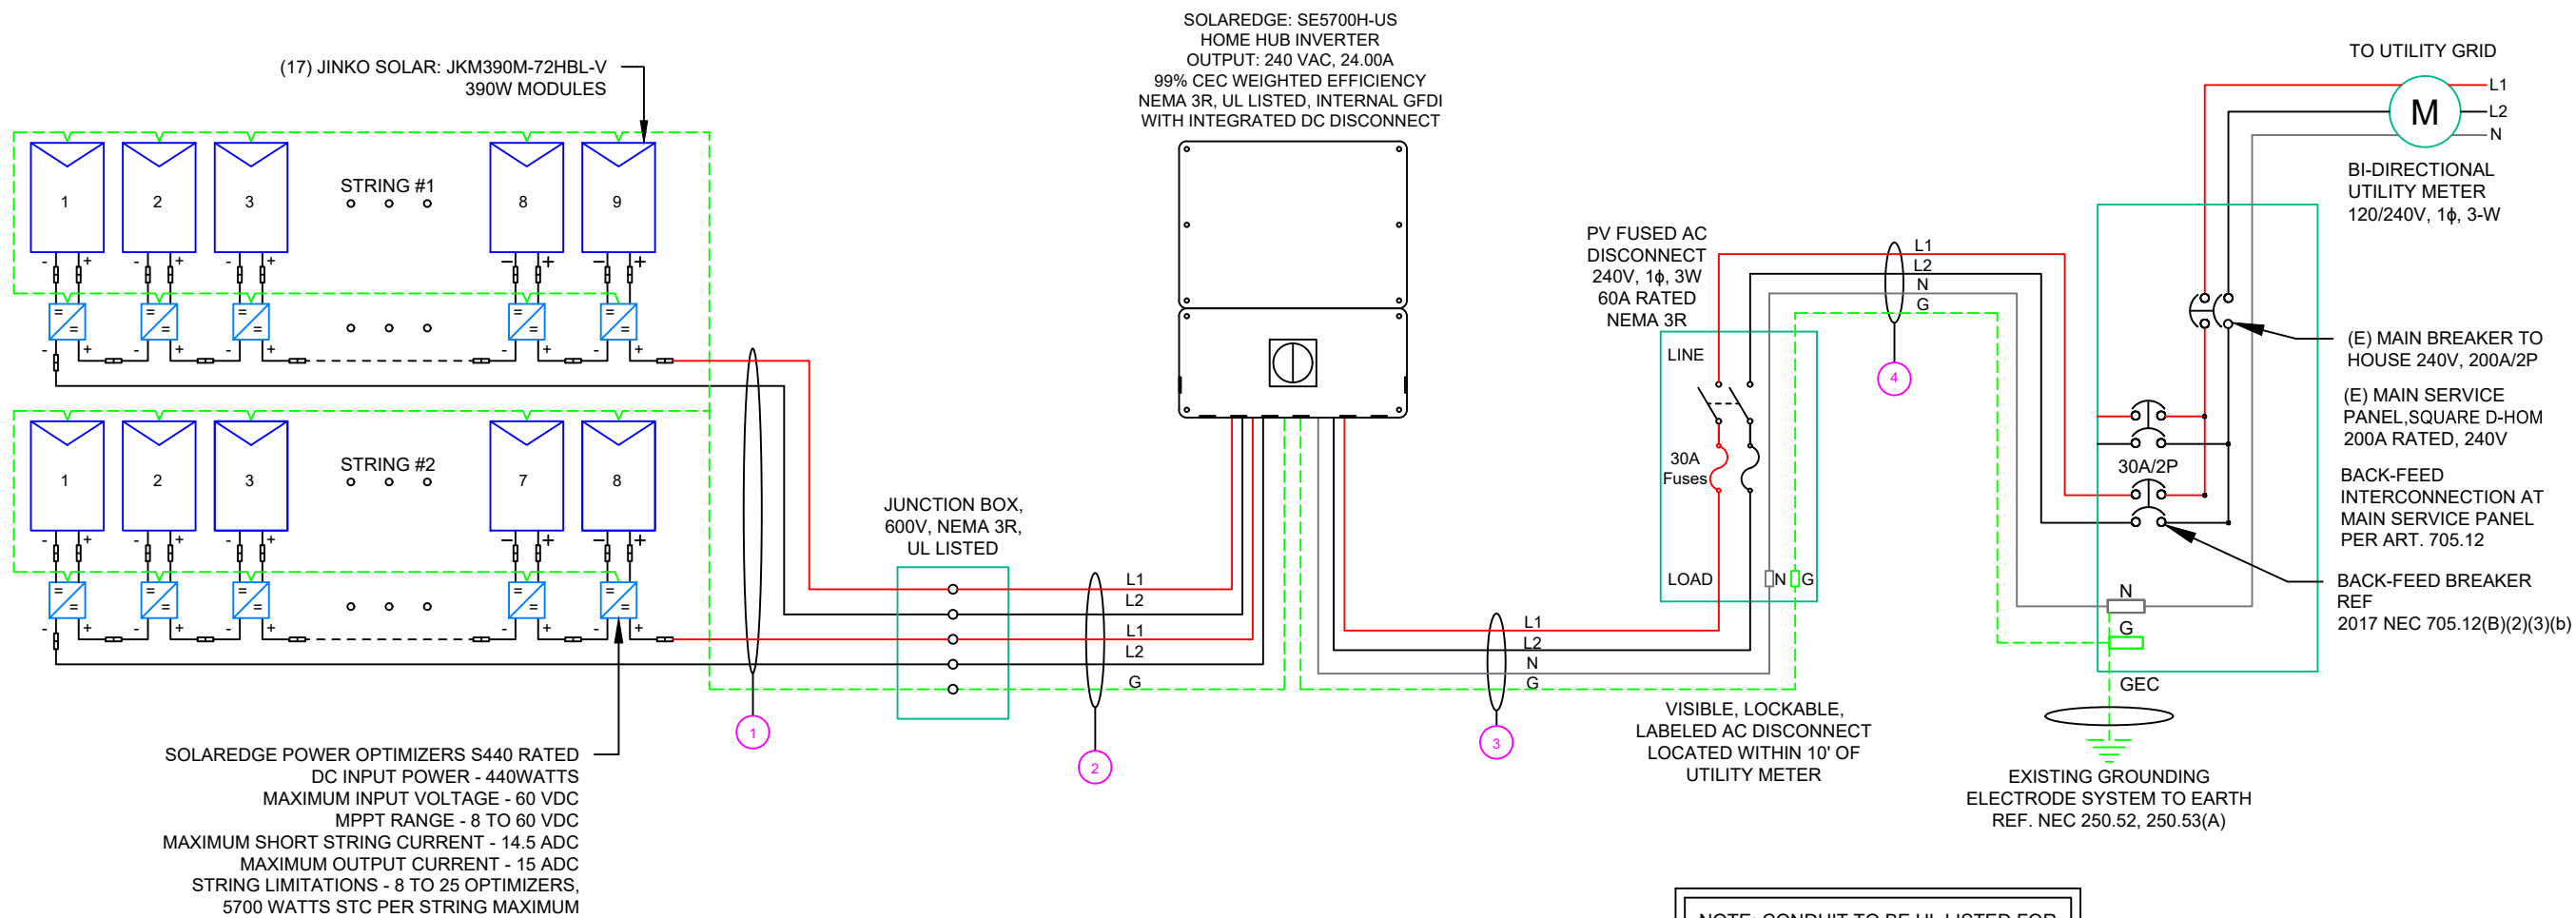 SOLAREDGE: SE5700H-US
HOME HUB INVERTER
OUTPUT: 240 VAC, 24.00A
99% CEC WEIGHTED EFFICIENCY
NEMA 3R, UL LISTED, INTERNAL GFDI
WITH INTEGRATED DC DISCONNECT
(17) JINKO SOLAR: JKM390M-72HBL-V
390W MODULES
TO UTILITY GRID
L1
L2
N
M
BI-DIRECTIONAL
UTILITY METER
120/240V, 1ϕ, 3-W
STRING #1
1 2 3 8 9
- + - + - + - + - +
= = = = = = = = = =
- + - + - + - + - +
STRING #2
1 2 3 7 8
- + - + - + - + - +
= = = = = = = = = =
- + - + - + - + - +
1
JUNCTION BOX,
600V, NEMA 3R,
UL LISTED
L1
L2
L1
L2
G
2
SOLAREDGE POWER OPTIMIZERS S440 RATED
DC INPUT POWER - 440WATTS
MAXIMUM INPUT VOLTAGE - 60 VDC
MPPT RANGE - 8 TO 60 VDC
MAXIMUM SHORT STRING CURRENT - 14.5 ADC
MAXIMUM OUTPUT CURRENT - 15 ADC
STRING LIMITATIONS - 8 TO 25 OPTIMIZERS,
5700 WATTS STC PER STRING MAXIMUM
L1
L2
N
G
3
PV FUSED AC
DISCONNECT
240V, 1ϕ, 3W
60A RATED
NEMA 3R
LINE
30A
Fuses
LOAD
N G
VISIBLE, LOCKABLE,
LABELED AC DISCONNECT
LOCATED WITHIN 10' OF
UTILITY METER
L1
L2
N
G
4
(E) MAIN BREAKER TO
HOUSE 240V, 200A/2P
(E) MAIN SERVICE
PANEL,SQUARE D-HOM
200A RATED, 240V
30A/2P
BACK-FEED
INTERCONNECTION AT
MAIN SERVICE PANEL
PER ART. 705.12
BACK-FEED BREAKER
REF
2017 NEC 705.12(B)(2)(3)(b)
N
G
GEC
EXISTING GROUNDING
ELECTRODE SYSTEM TO EARTH
REF. NEC 250.52, 250.53(A)
NOTE: CONDUIT TO BE UL LISTED FOR